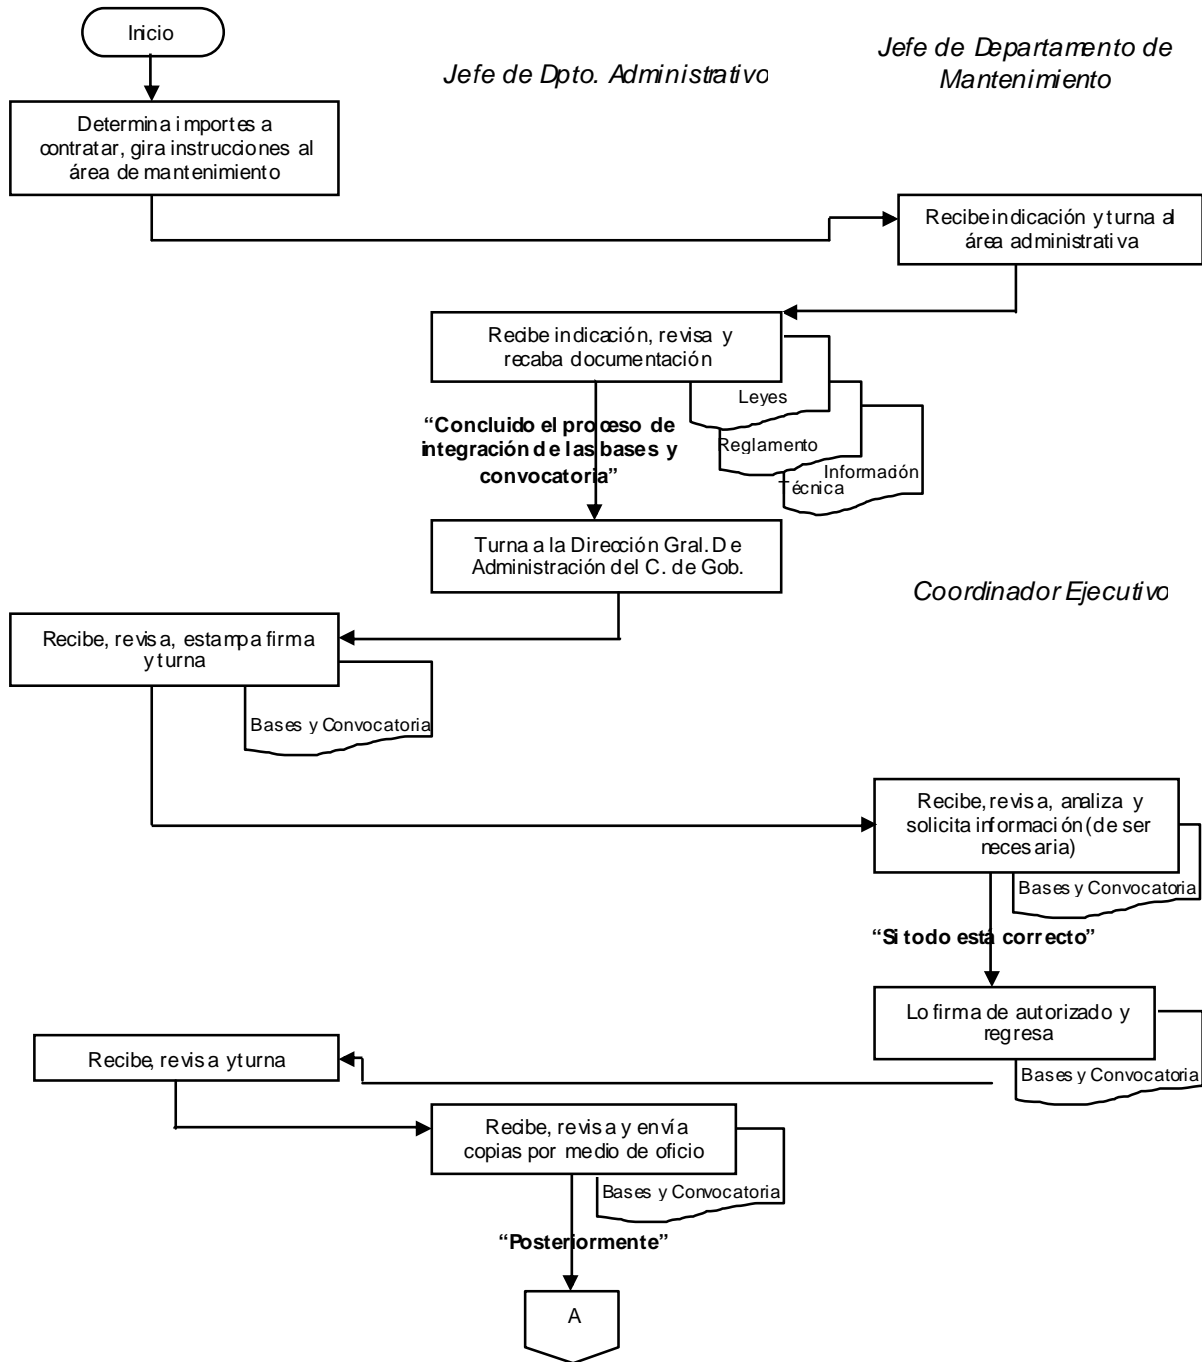 Inicio
Jefe de Dpto. Administrativo
Jefe de Departamento de
Mantenimiento
Determina importes a
contratar, gira instrucciones al
área de mantenimiento
Recibe indicación y turna al
área administrativa
Recibe indicación, revisa y
recaba documentación
Leyes
Reglamento
Información
Técnica
“Concluido el proceso de
integración de las bases y
convocatoria”
Turna a la Dirección Gral. De
Administración del C. de Gob.
Coordinador Ejecutivo
Recibe, revisa, estampa firma
y turna
Bases y Convocatoria
Recibe, revisa, analiza y
solicita información (de ser
necesaria)
Bases y Convocatoria
“Si todo está correcto”
Lo firma de autorizado y
regresa
Bases y Convocatoria
Recibe, revisa y turna
Recibe, revisa y envía
copias por medio de oficio
Bases y Convocatoria
“Posteriormente”
A